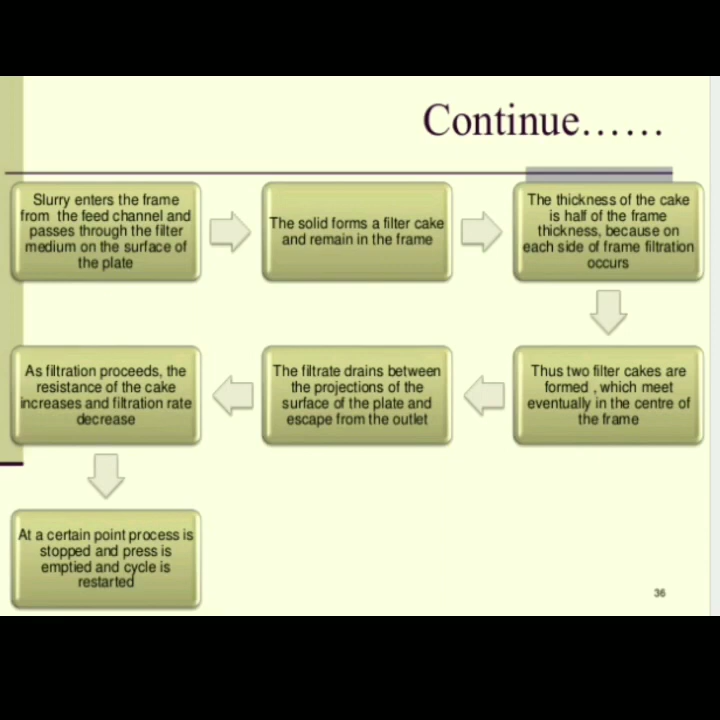 Continue......
Slurry enters the frame
from the feed channel and
passes through the filter
medium on the surface of
the plate
The solid forms a filter cake
and remain in the frame
The thickness of the cake
is half of the frame
thickness, because on
each side of frame filtration
occurs
Thus two filter cakes are
formed , which meet
eventually in the centre of
the frame
The filtrate drains between
the projections of the
surface of the plate and
escape from the outlet
As filtration proceeds, the
resistance of the cake
increases and filtration rate
decrease
At a certain point process is
stopped and press is
emptied and cycle is
restarted
36